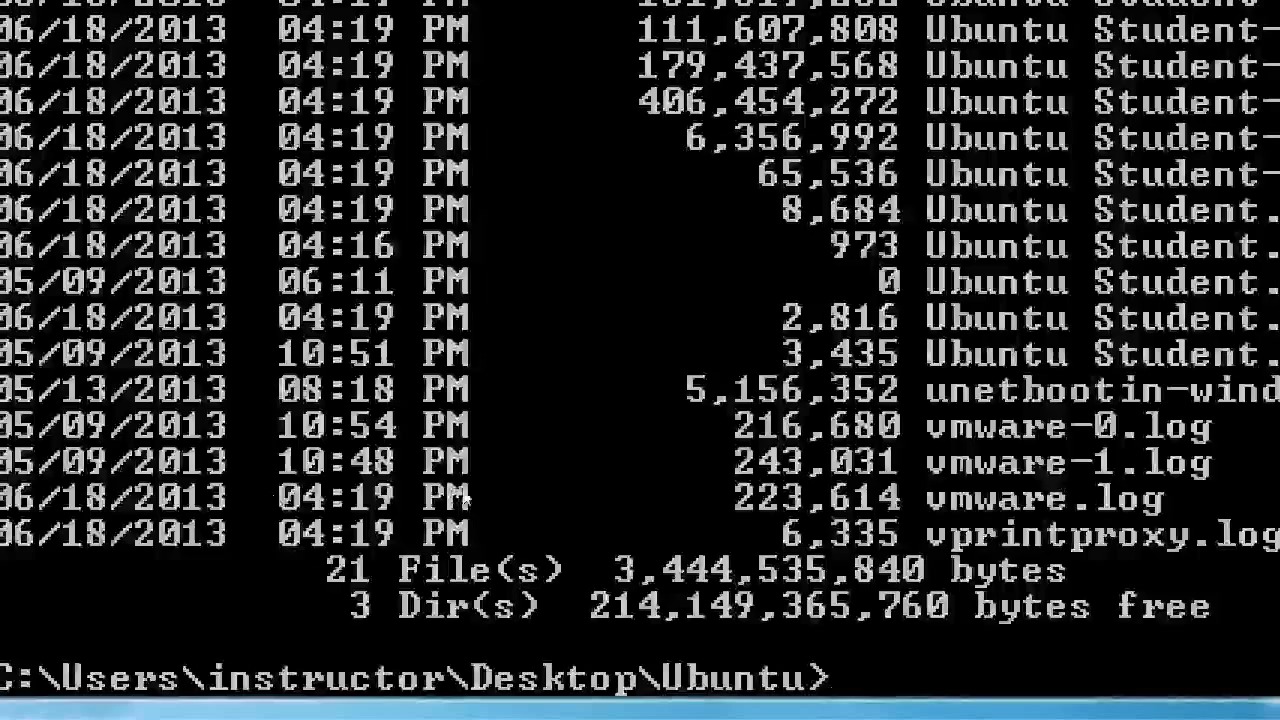 06/18/2013 04:19 PM 111,607,808 Ubuntu Student-
06/18/2013 04:19 PM 179,437,568 Ubuntu Student-
06/18/2013 04:19 PM 406,454,272 Ubuntu Student-
06/18/2013 04:19 PM 6,356,992 Ubuntu Student-
06/18/2013 04:19 PM 65,536 Ubuntu Student-
06/18/2013 04:19 PM 8,684 Ubuntu Student.
06/18/2013 04:16 PM 973 Ubuntu Student.
05/09/2013 06:11 PM 0 Ubuntu Student.
06/18/2013 04:19 PM 2,816 Ubuntu Student.
05/09/2013 10:51 PM 3,435 Ubuntu Student.
05/13/2013 08:18 PM 5,156,352 unetbootin-wind
05/09/2013 10:54 PM 216,680 vmware-0.log
05/09/2013 10:48 PM 243,031 vmware-1.log
06/18/2013 04:19 PM 223,614 vmware.log
06/18/2013 04:19 PM 6,335 vprintproxy.log
21 File(s) 3,444,535,840 bytes
3 Dir(s) 214,149,365,760 bytes free
C:\Users\instructor\Desktop\Ubuntu>